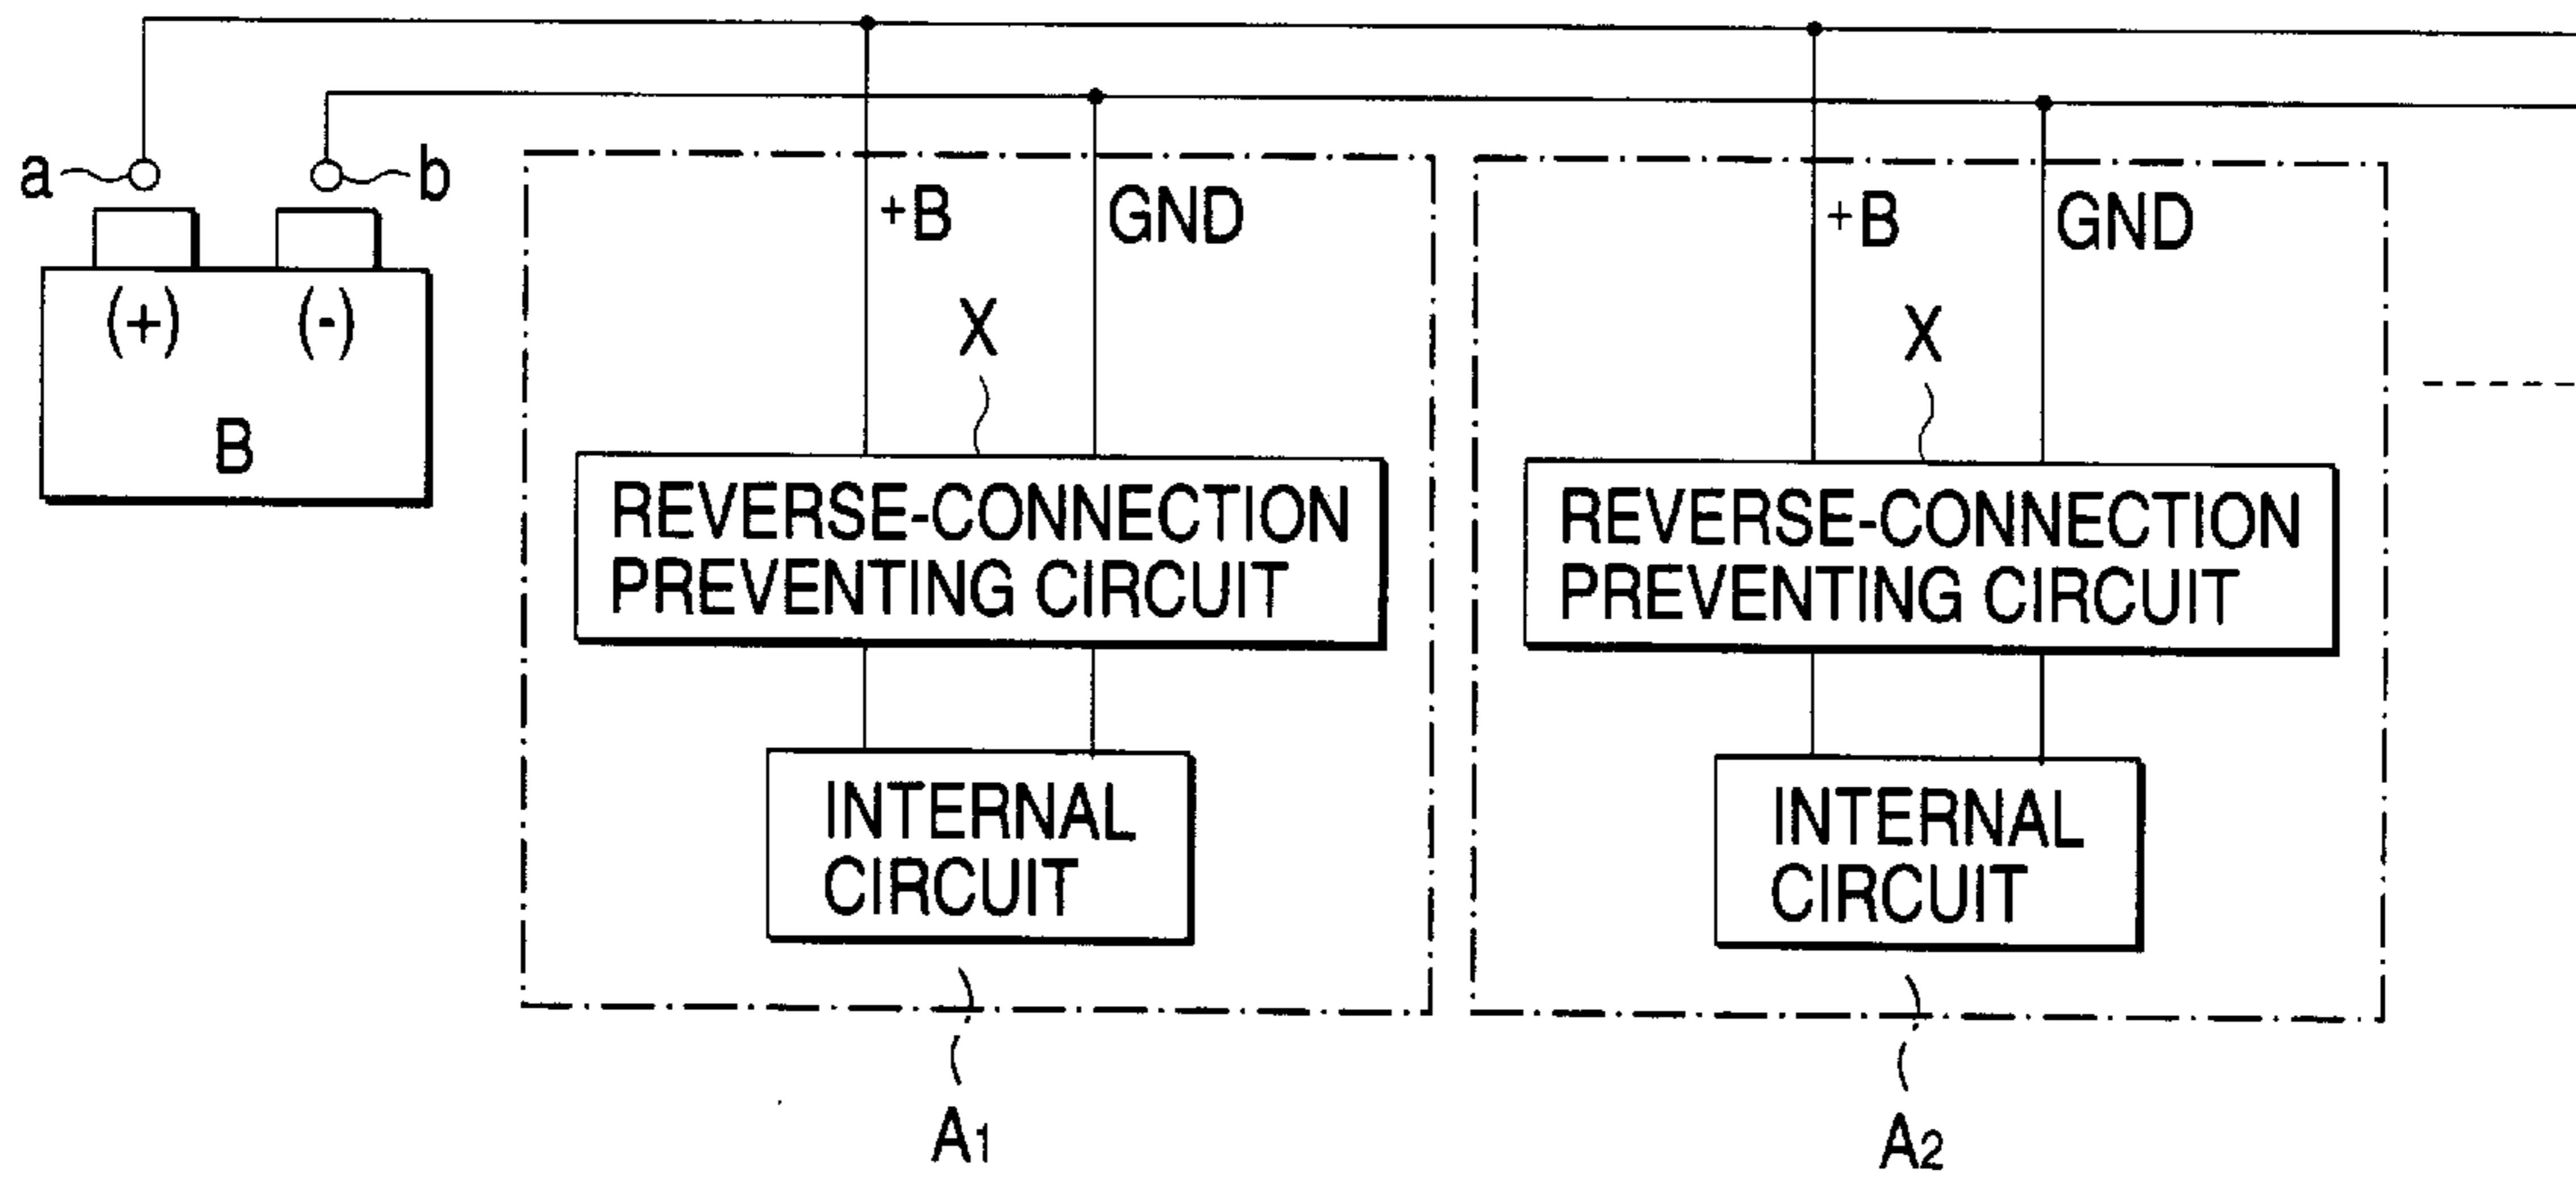 a
b
(+)
(-)
B
+B
GND
X
REVERSE-CONNECTION
PREVENTING CIRCUIT
INTERNAL
CIRCUIT
A1
+B
GND
X
REVERSE-CONNECTION
PREVENTING CIRCUIT
INTERNAL
CIRCUIT
A2